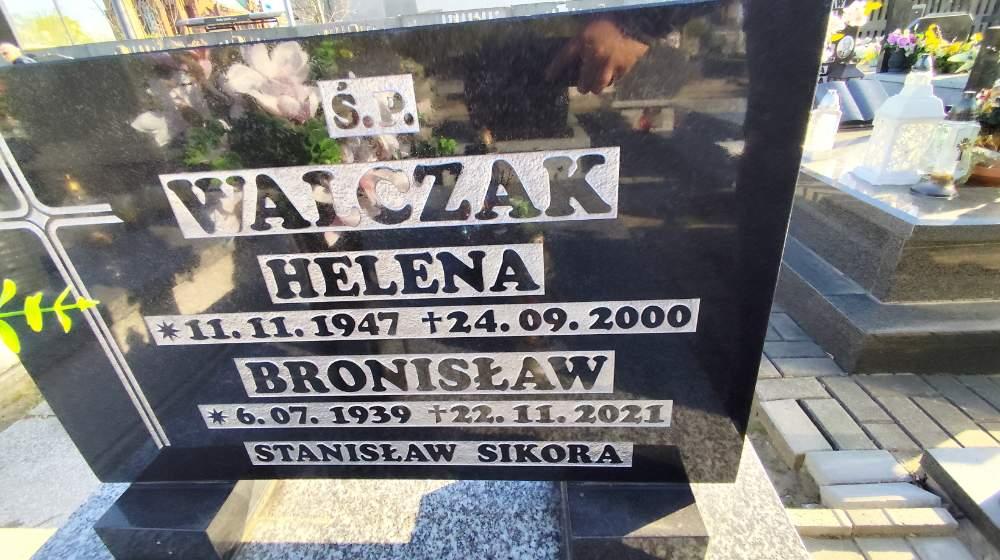 Ś.P.
WALCZAK
HELENA
✷11.11.1947 ✝24.09.2000
BRONISŁAW
✷6.07.1939 ✝22.11.2021
STANISŁAW SIKORA